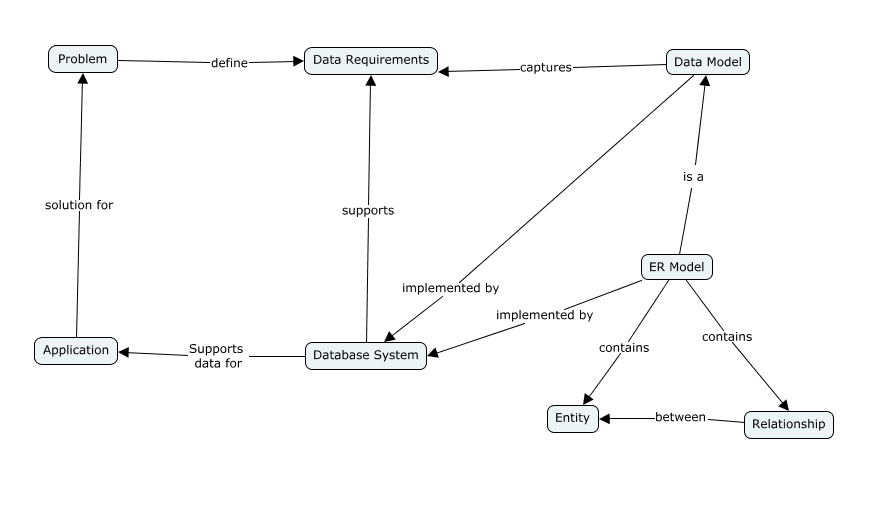 Problem
define
Data Requirements
captures
Data Model
is a
solution for
supports
implemented by
ER Model
implemented by
Application
Supports
data for
Database System
contains
contains
Entity
between
Relationship